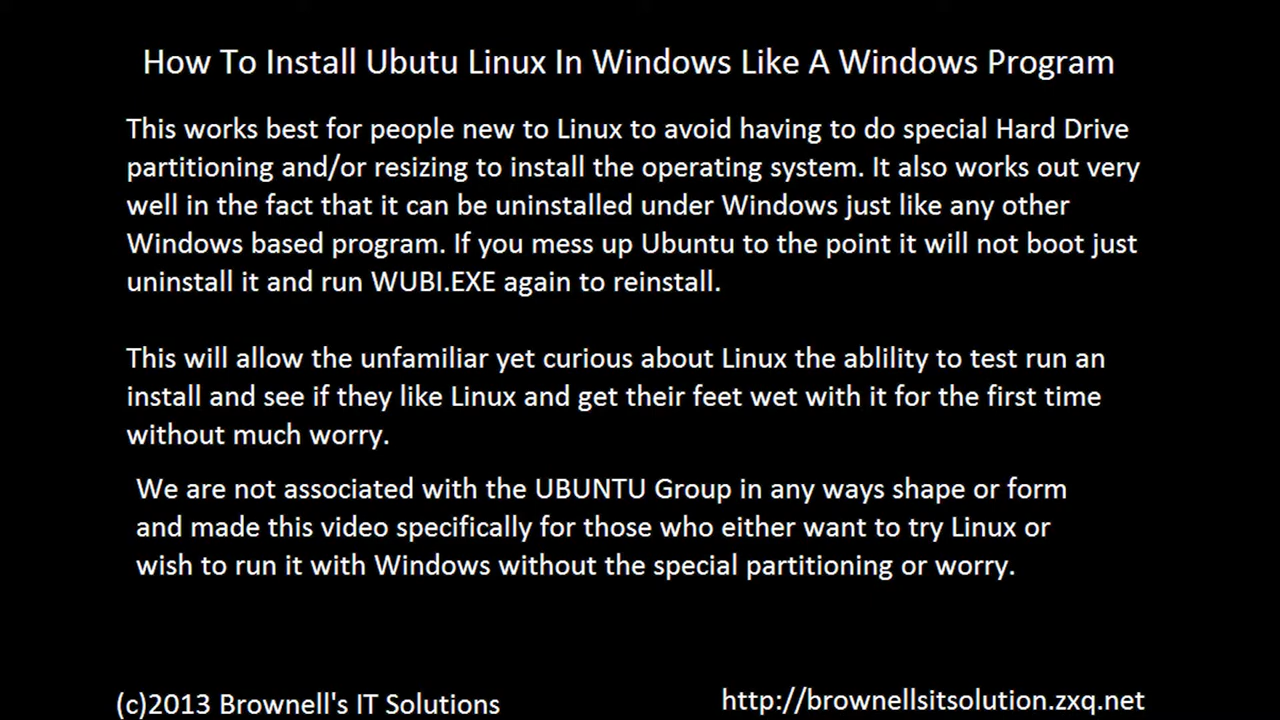 How To Install Ubutu Linux In Windows Like A Windows Program
This works best for people new to Linux to avoid having to do special Hard Drive
partitioning and/or resizing to install the operating system. It also works out very
well in the fact that it can be uninstalled under Windows just like any other
Windows based program. If you mess up Ubuntu to the point it will not boot just
uninstall it and run WUBI.EXE again to reinstall.
This will allow the unfamiliar yet curious about Linux the ablility to test run an
install and see if they like Linux and get their feet wet with it for the first time
without much worry.
We are not associated with the UBUNTU Group in any ways shape or form
and made this video specifically for those who either want to try Linux or
wish to run it with Windows without the special partitioning or worry.
(c)2013 Brownell's IT Solutions
http://brownellsitsolution.zxq.net